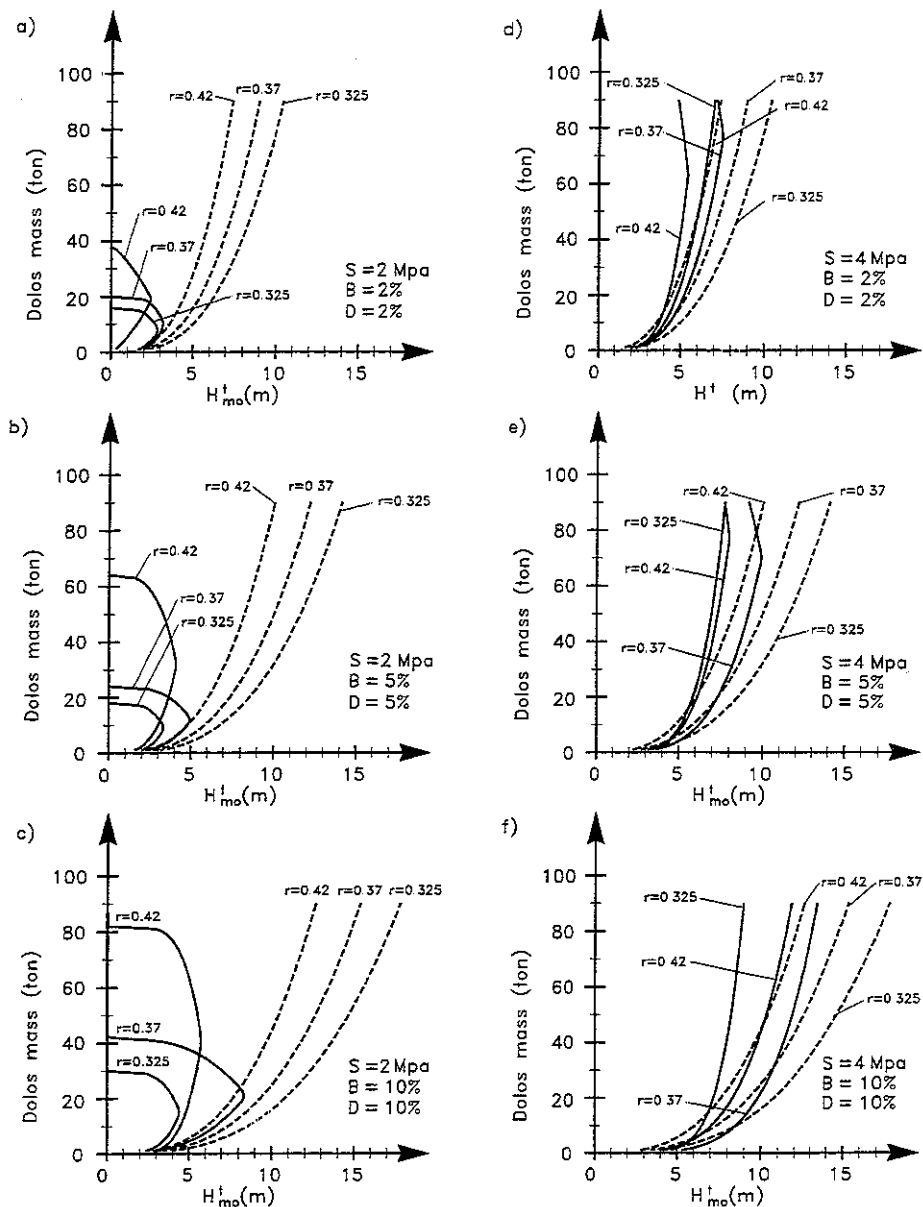 a)
Dolos mass (ton)
100
80
60
40
20
0
r=0.42
r=0.37
r=0.325
r=0.42
r=0.37
r=0.325
S = 2 Mpa
B = 2%
D = 2%
0 5 10 15
H^t_mo (m)
b)
Dolos mass (ton)
100
80
60
40
20
0
r=0.42
r=0.37
r=0.325
r=0.42
r=0.37
r=0.325
S = 2 Mpa
B = 5%
D = 5%
0 5 10 15
H^t_mo (m)
c)
Dolos mass (ton)
100
80
60
40
20
0
r=0.42
r=0.37
r=0.325
r=0.42
r=0.37
r=0.325
S = 2 Mpa
B = 10%
D = 10%
0 5 10 15
H^t_mo (m)
d)
Dolos mass (ton)
100
80
60
40
20
0
r=0.325
r=0.37
r=0.42
r=0.37
r=0.42
r=0.325
S = 4 Mpa
B = 2%
D = 2%
0 5 10 15
H^t (m)
e)
Dolos mass (ton)
100
80
60
40
20
0
r=0.42
r=0.37
r=0.325
r=0.42
r=0.37
r=0.325
S = 4 Mpa
B = 5%
D = 5%
0 5 10 15
H^t_mo (m)
f)
Dolos mass (ton)
100
80
60
40
20
0
r=0.325
r=0.42
r=0.37
r=0.42
r=0.325
r=0.37
S = 4 Mpa
B = 10%
D = 10%
0 5 10 15
H^t_mo (m)